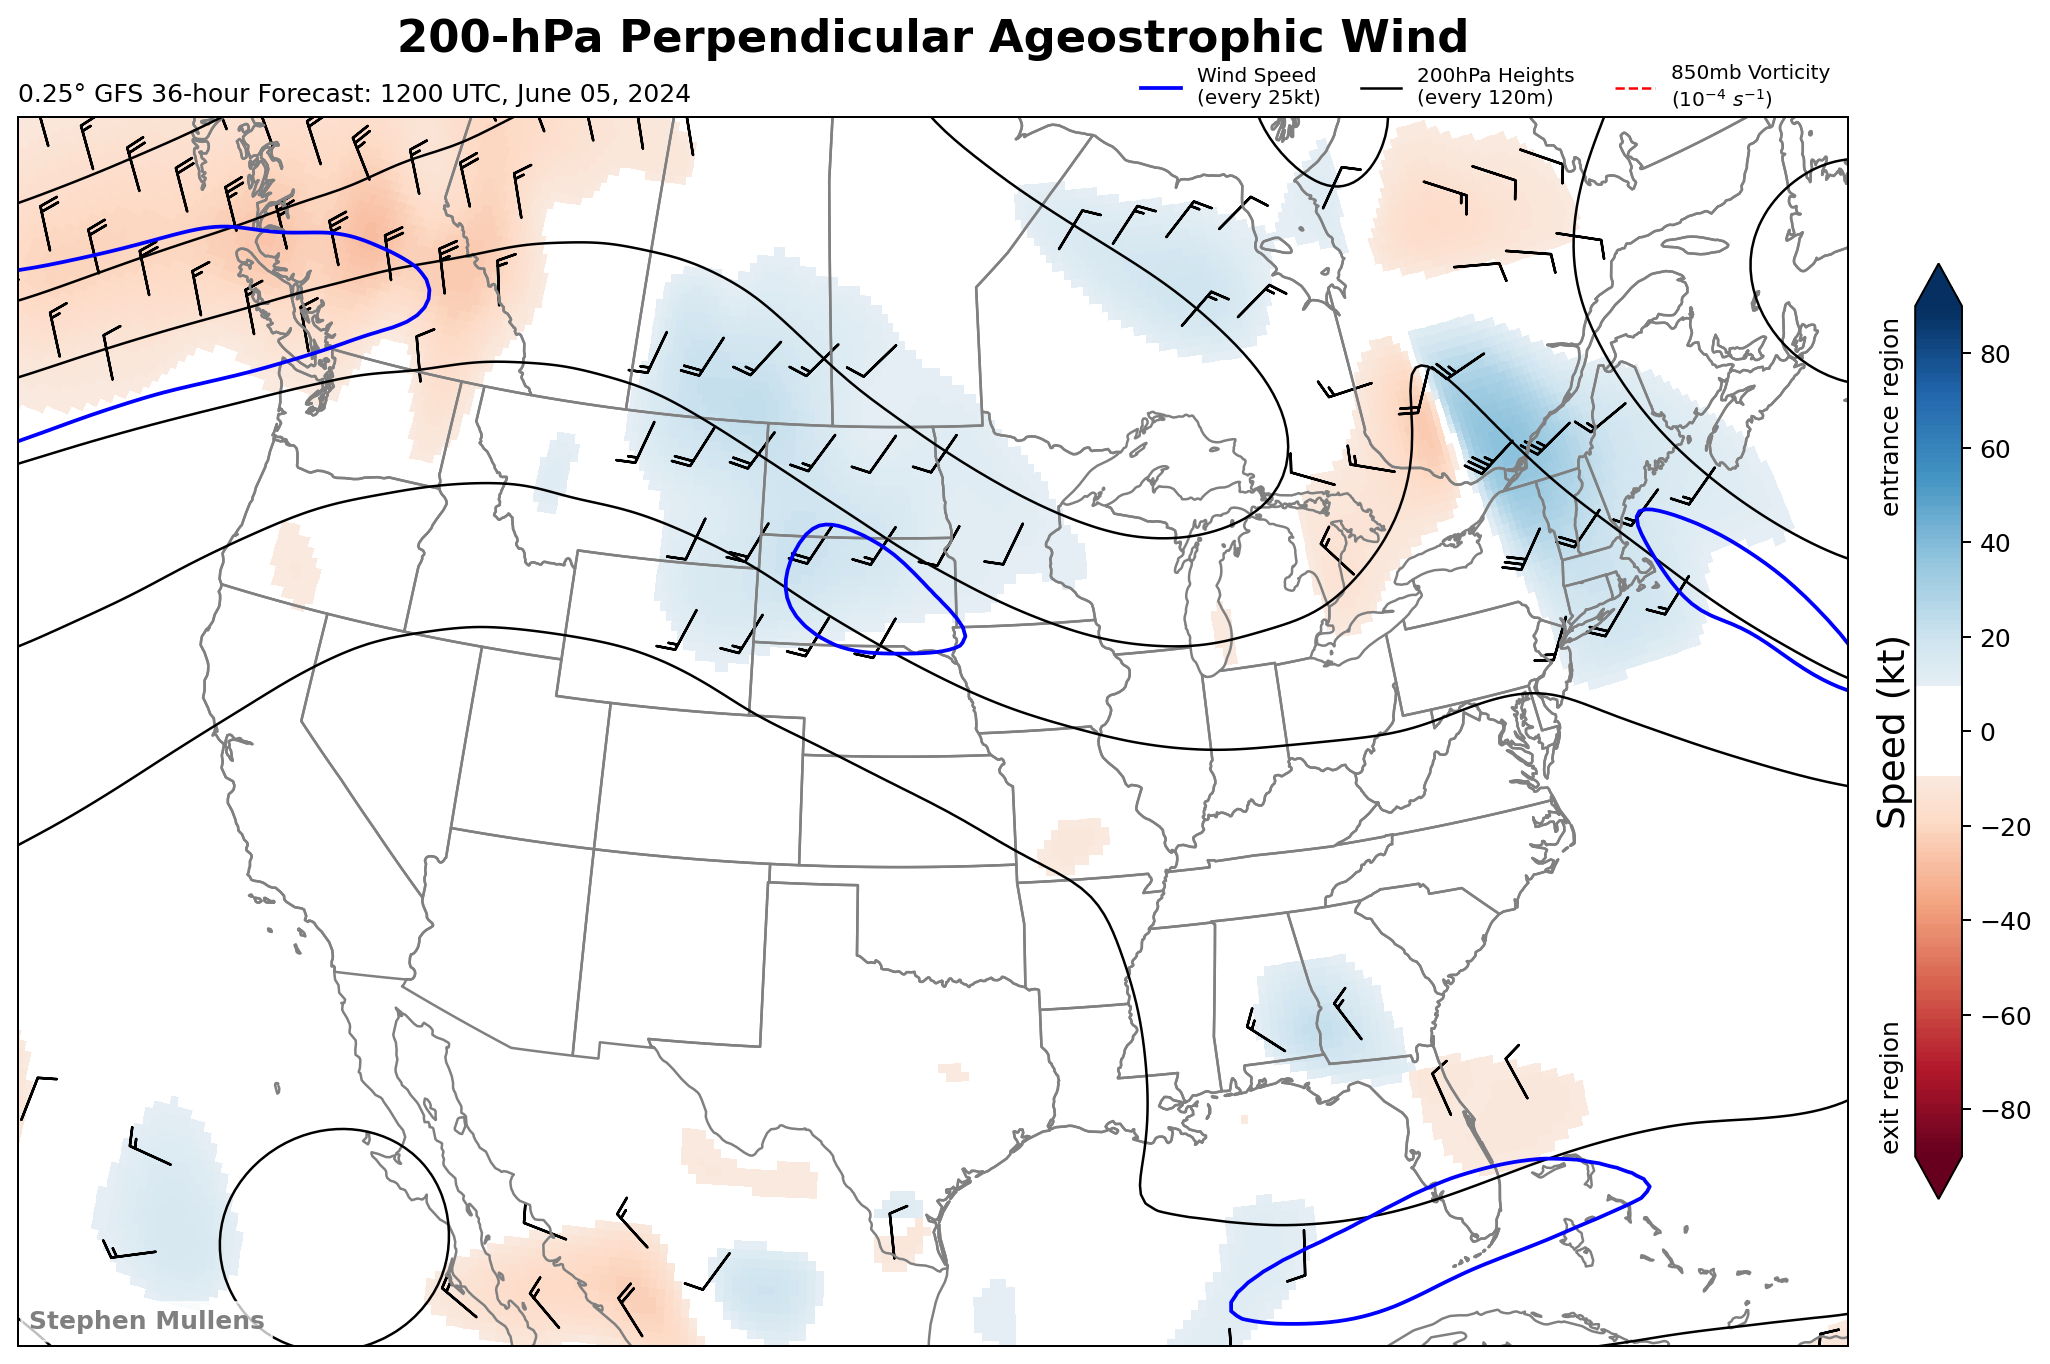 200-hPa Perpendicular Ageostrophic Wind
0.25° GFS 36-hour Forecast: 1200 UTC, June 05, 2024
Wind Speed
(every 25kt)
200hPa Heights
(every 120m)
850mb Vorticity
(10⁻⁴ s⁻¹)
entrance region
Speed (kt)
exit region
80
60
40
20
0
−20
−40
−60
−80
Stephen Mullens